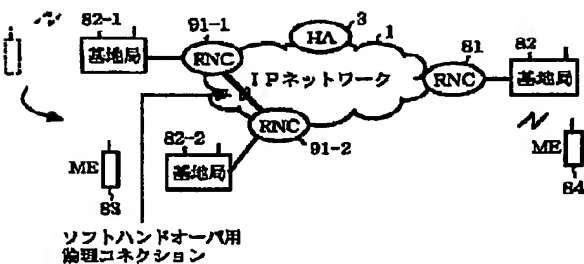 82-1
91-1
3
1
81
82
基地局
RNC
HA
RNC
基地局
IPネットワーク
82-2
RNC
ME
基地局
91-2
ME
83
84
ソフトハンドオーバ用
論理コネクション